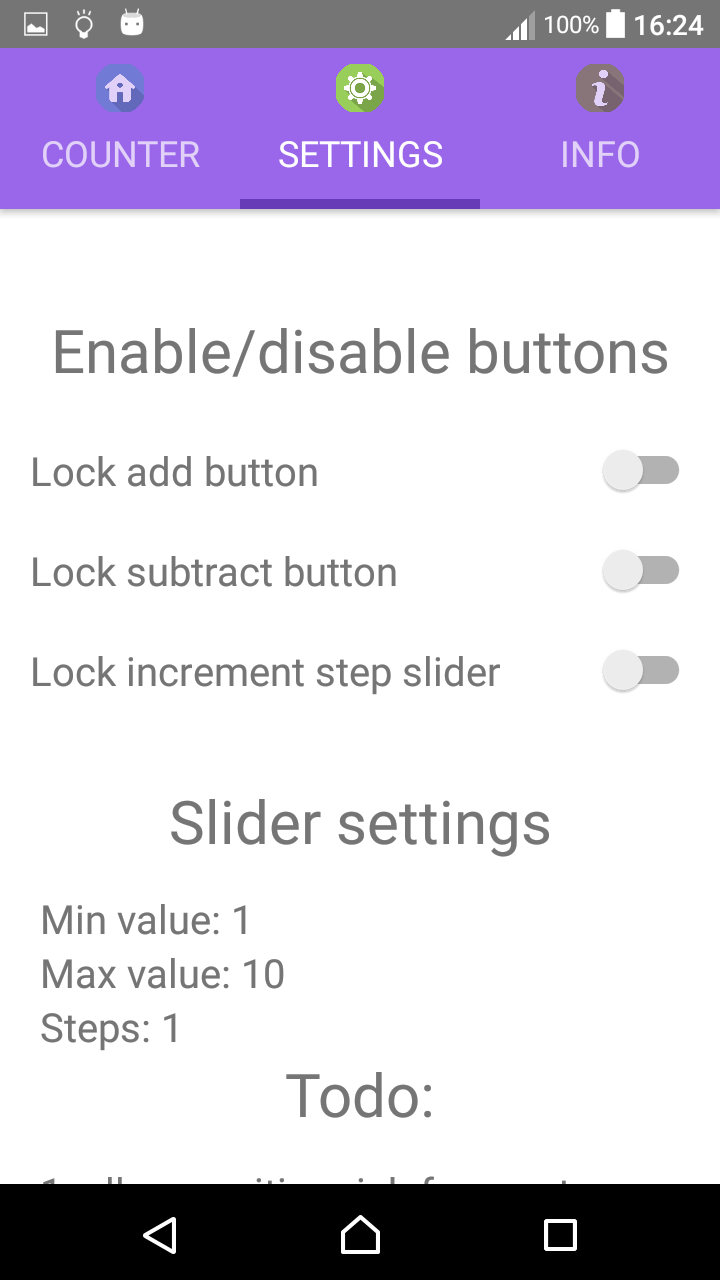 100% 16:24
COUNTER SETTINGS INFO
Enable/disable buttons
Lock add button
Lock subtract button
Lock increment step slider
Slider settings
Min value: 1
Max value: 10
Steps: 1
Todo: